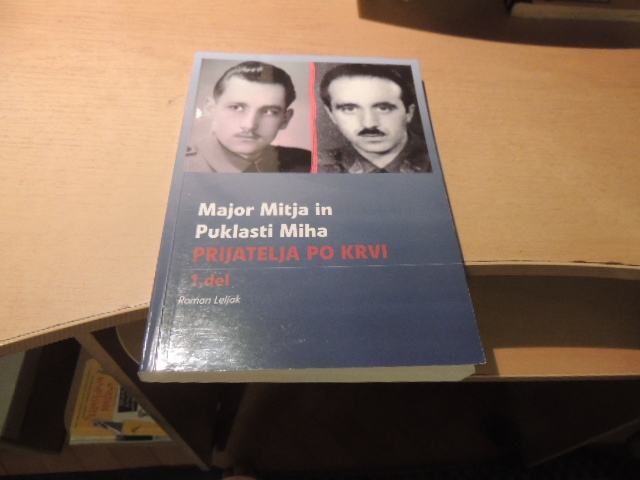 Major Mitja in
Puklasti Miha
PRIJATELJA PO KRVI
1. del
Roman Leljak